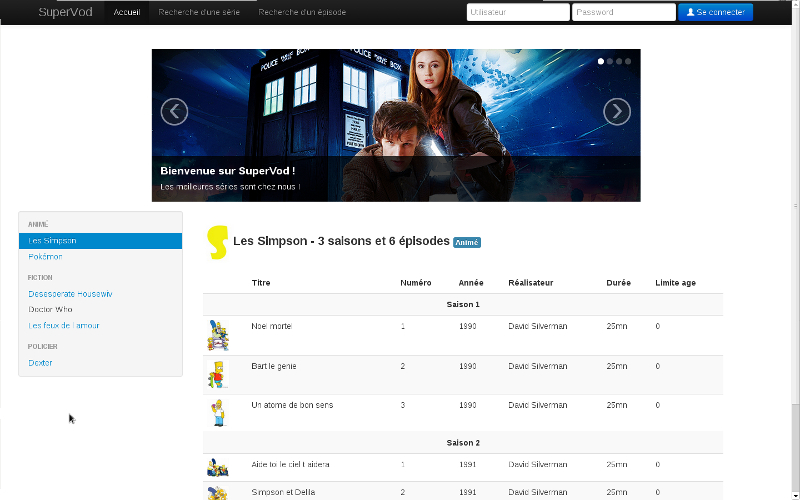 SuperVod Accueil Recherche d'une série Recherche d'un épisode Utilisateur Password Se connecter
POLICE BOX
Bienvenue sur SuperVod !
Les meilleures séries sont chez nous !
ANIMÉ
Les Simpson
Pokémon
FICTION
Desesperate Housewiv
Doctor Who
Les feux de l amour
POLICIER
Dexter
Les Simpson - 3 saisons et 6 épisodes Animé
Titre Numéro Année Réalisateur Durée Limite age
Saison 1
Noel mortel 1 1990 David Silverman 25mn 0
Bart le genie 2 1990 David Silverman 25mn 0
Un atome de bon sens 3 1990 David Silverman 25mn 0
Saison 2
Aide toi le ciel t aidera 1 1991 David Silverman 25mn 0
Simpson et Delila 2 1991 David Silverman 25mn 0